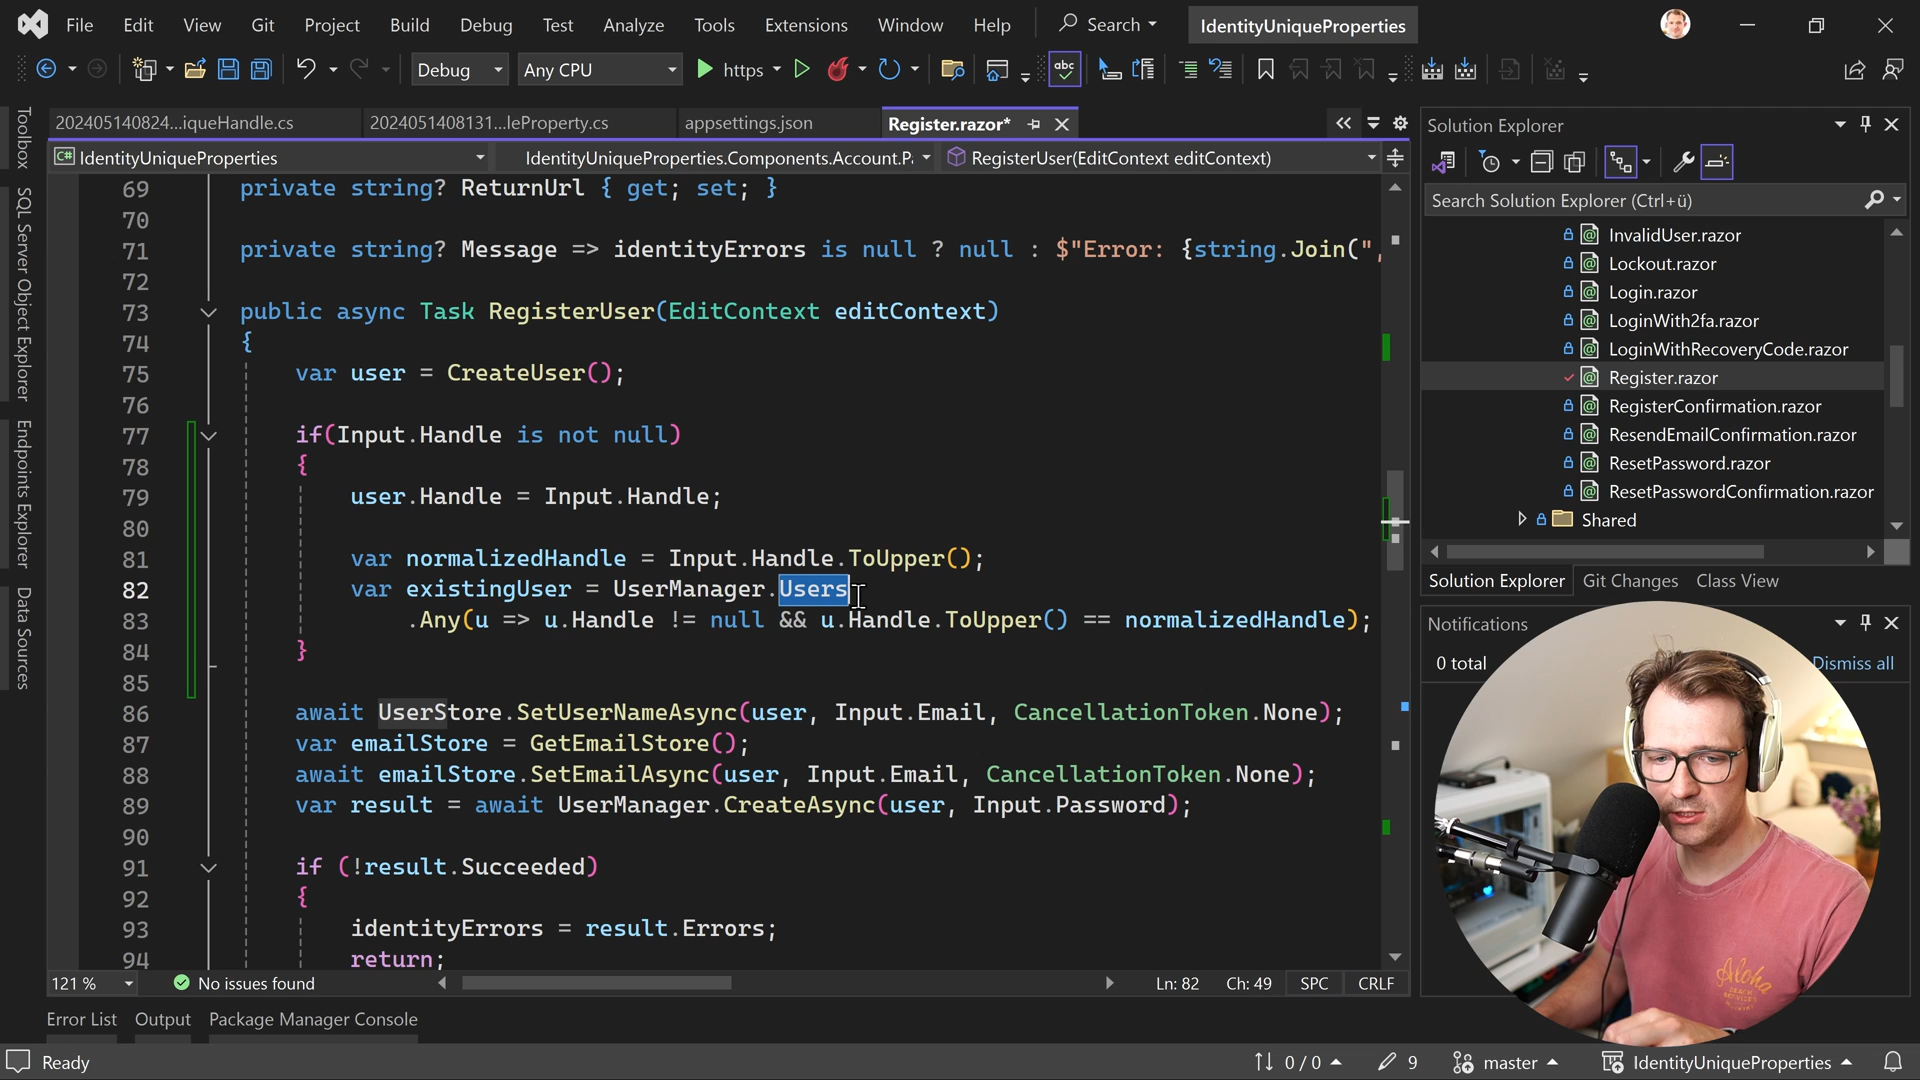 File Edit View Git Project Build Debug Test Analyze Tools Extensions Window Help Search IdentityUniqueProperties
Debug Any CPU https abc
202405140824...iqueHandle.cs 2024051408131...leProperty.cs appsettings.json Register.razor*
IdentityUniqueProperties IdentityUniqueProperties.Components.Account.P. RegisterUser(EditContext editContext)
Toolbox
SQL Server Object Explorer
Endpoints Explorer
Data Sources
69 private string? ReturnUrl { get; set; }
70
71 private string? Message => identityErrors is null ? null : $"Error: {string.Join(",
72
73 public async Task RegisterUser(EditContext editContext)
74 {
75 var user = CreateUser();
76
77 if(Input.Handle is not null)
78 {
79 user.Handle = Input.Handle;
80
81 var normalizedHandle = Input.Handle.ToUpper();
82 var existingUser = UserManager.Users
83 .Any(u => u.Handle != null && u.Handle.ToUpper() == normalizedHandle);
84 }
85
86 await UserStore.SetUserNameAsync(user, Input.Email, CancellationToken.None);
87 var emailStore = GetEmailStore();
88 await emailStore.SetEmailAsync(user, Input.Email, CancellationToken.None);
89 var result = await UserManager.CreateAsync(user, Input.Password);
90
91 if (!result.Succeeded)
92 {
93 identityErrors = result.Errors;
94 return;
121 % No issues found Ln: 82 Ch: 49 SPC CRLF
Error List Output Package Manager Console
Solution Explorer
Search Solution Explorer (Ctrl+ü)
InvalidUser.razor
Lockout.razor
Login.razor
LoginWith2fa.razor
LoginWithRecoveryCode.razor
Register.razor
RegisterConfirmation.razor
ResendEmailConfirmation.razor
ResetPassword.razor
ResetPasswordConfirmation.razor
Shared
Solution Explorer Git Changes Class View
Notifications
0 total Dismiss all
Aloha
Ready 0 / 0 9 master IdentityUniqueProperties